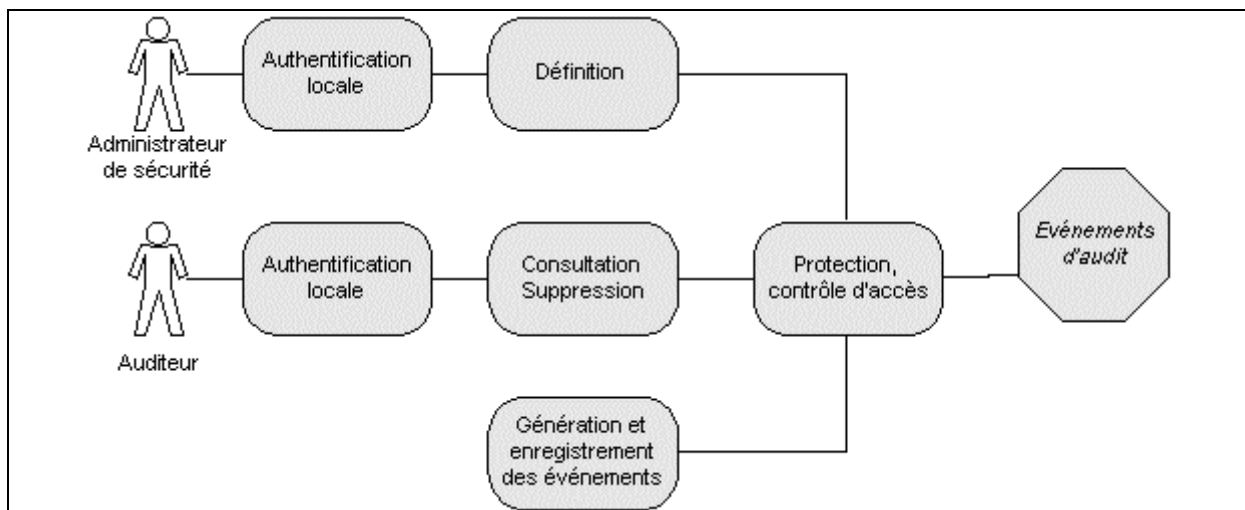 Authentification
locale
Définition
Administrateur
de sécurité
Authentification
locale
Consultation
Suppression
Protection,
contrôle d'accès
Evénements
d'audit
Auditeur
Génération et
enregistrement
des événements